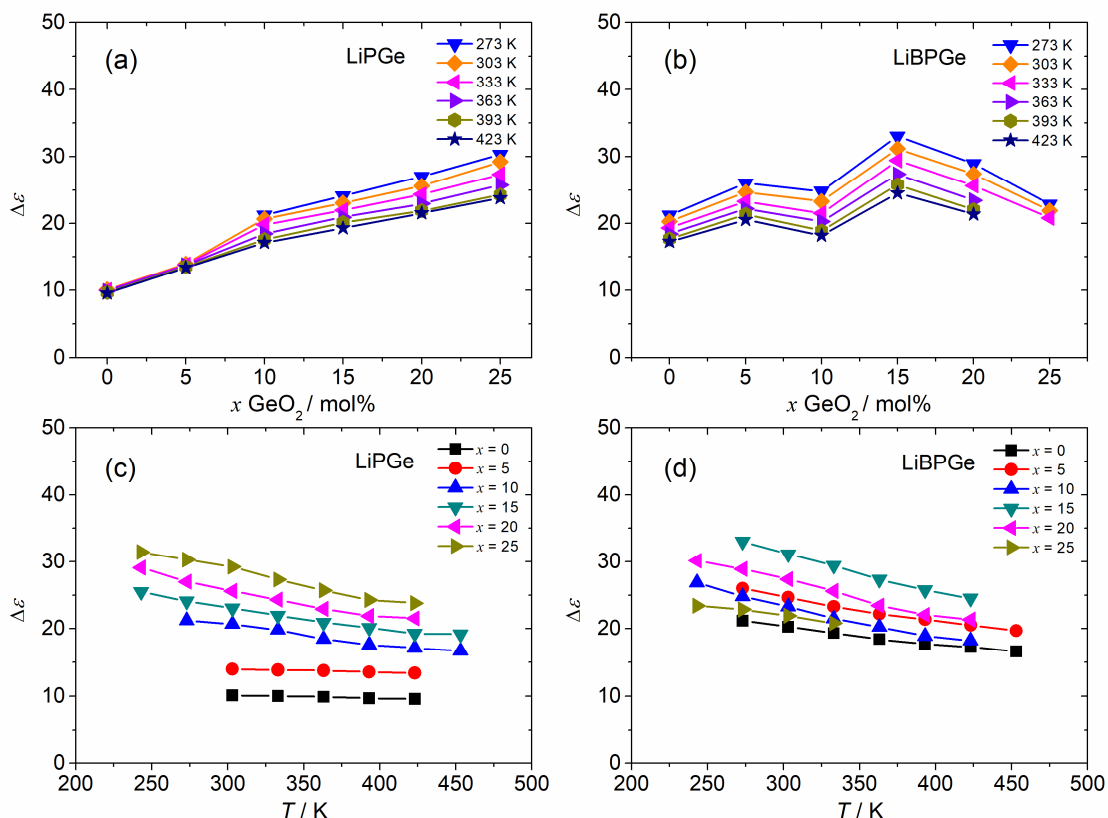 (a)
LiPGe
273 K
303 K
333 K
363 K
393 K
423 K
50
40
30
20
10
0
Δε
0 5 10 15 20 25
x GeO₂ / mol%
(b)
LiBPGe
273 K
303 K
333 K
363 K
393 K
423 K
50
40
30
20
10
0
Δε
0 5 10 15 20 25
x GeO₂ / mol%
(c)
LiPGe
x = 0
x = 5
x = 10
x = 15
x = 20
x = 25
50
40
30
20
10
0
Δε
200 250 300 350 400 450 500
T / K
(d)
LiBPGe
x = 0
x = 5
x = 10
x = 15
x = 20
x = 25
50
40
30
20
10
0
Δε
200 250 300 350 400 450 500
T / K